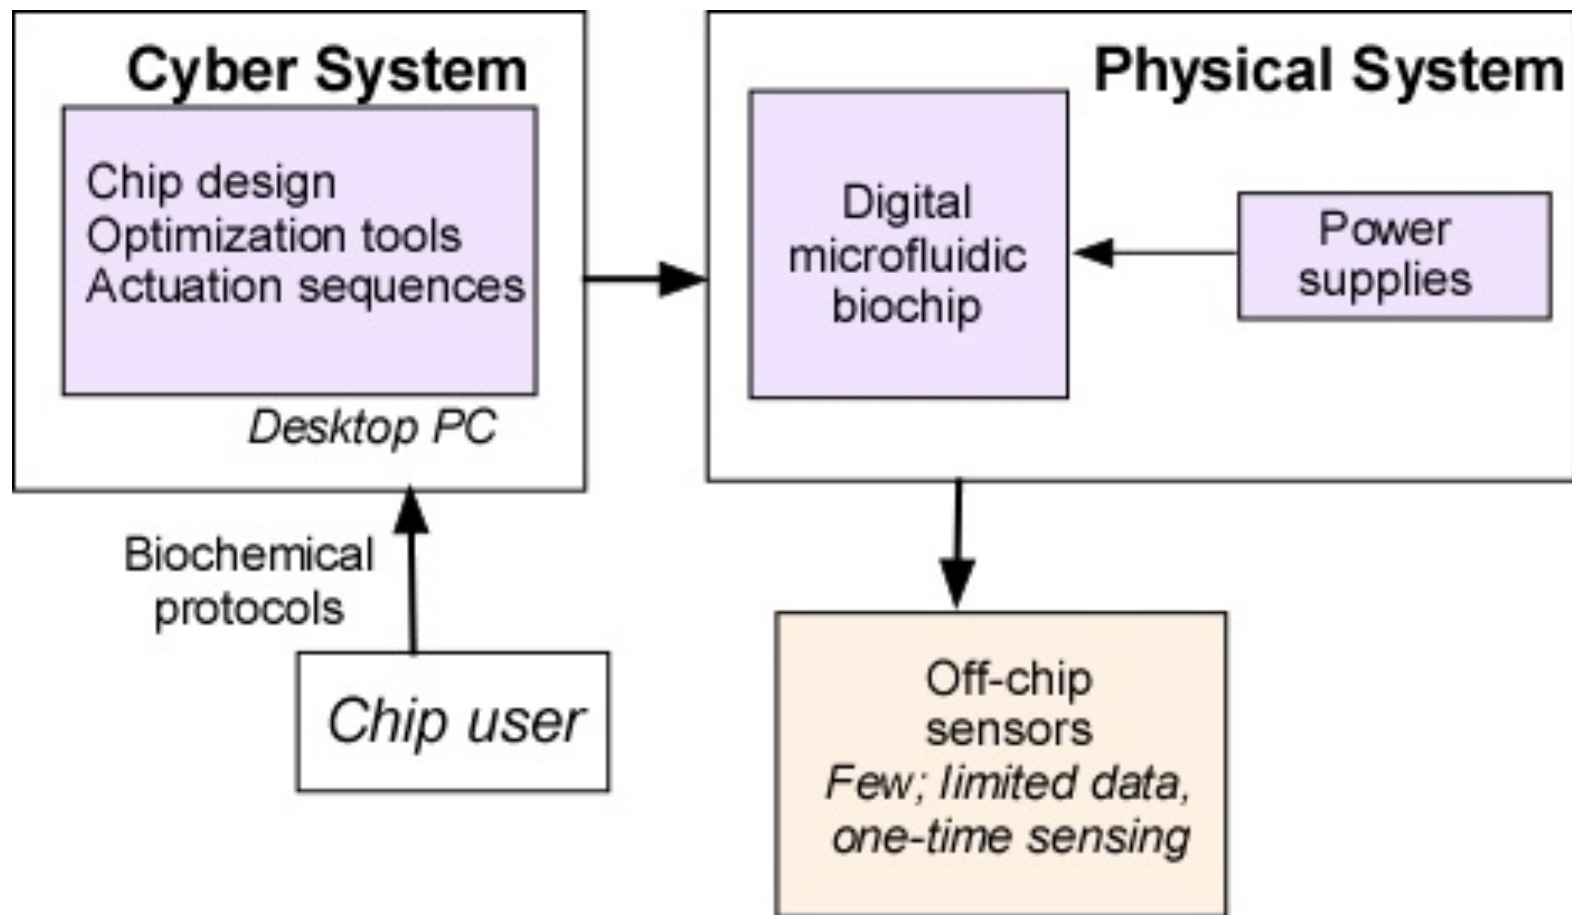 Cyber System
Chip design
Optimization tools
Actuation sequences
Desktop PC
Physical System
Digital
microfluidic
biochip
Power
supplies
Biochemical
protocols
Chip user
Off-chip
sensors
Few; limited data,
one-time sensing